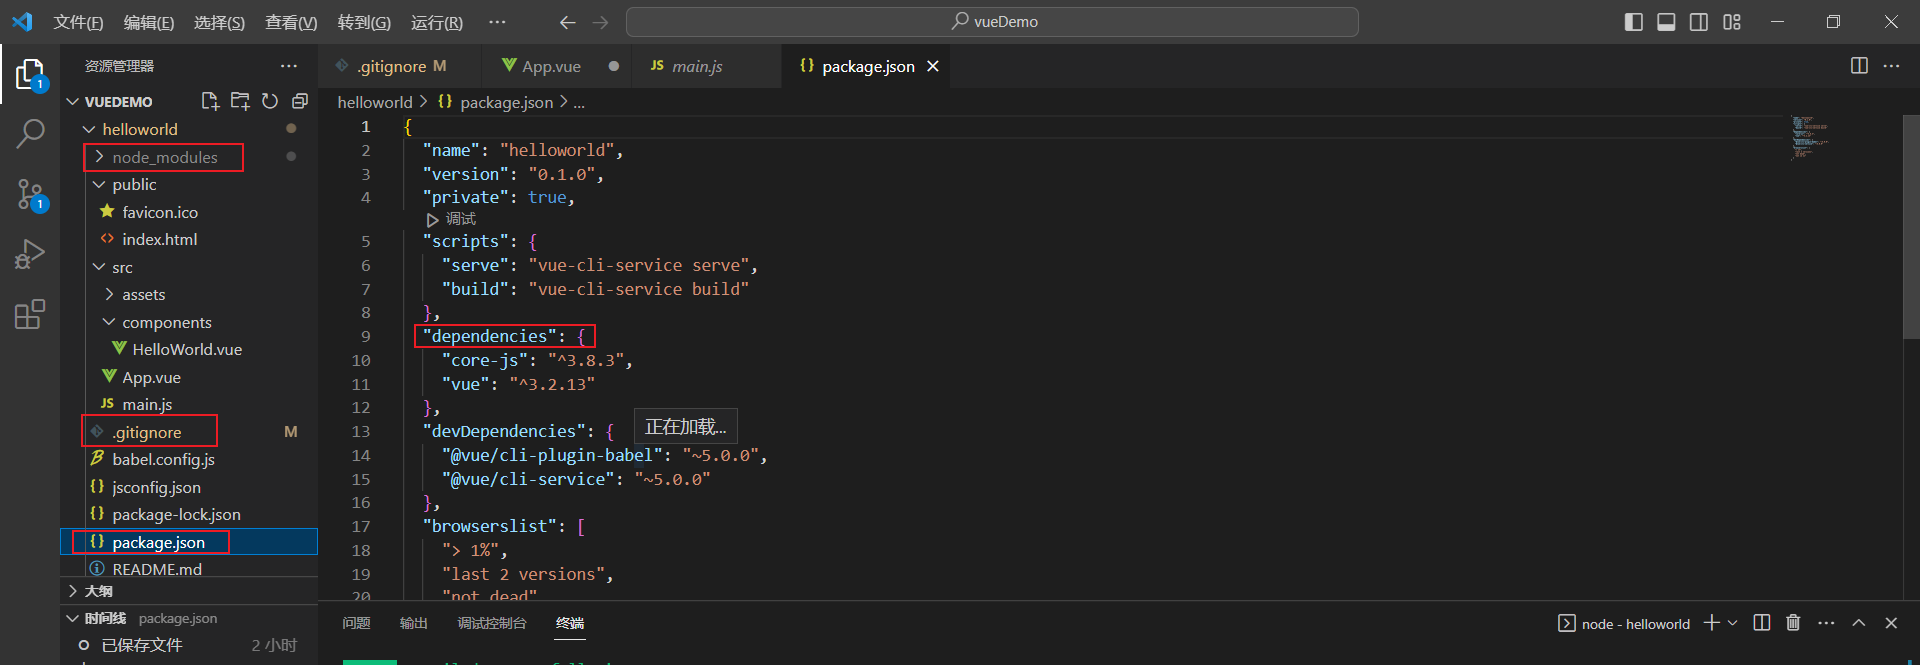 文件(F) 编辑(E) 选择(S) 查看(V) 转到(G) 运行(R) ··· vueDemo
资源管理器 ···
VUEDEMO
helloworld
node_modules
public
favicon.ico
index.html
src
assets
components
HelloWorld.vue
App.vue
JS main.js
.gitignore M
babel.config.js
{} jsconfig.json
{} package-lock.json
{} package.json
README.md
大纲
时间线 package.json
已保存文件 2 小时
1
1
.gitignore M App.vue JS main.js {} package.json
helloworld > {} package.json > ...
1 {
2 "name": "helloworld",
3 "version": "0.1.0",
4 "private": true,
调试
5 "scripts": {
6 "serve": "vue-cli-service serve",
7 "build": "vue-cli-service build"
8 },
9 "dependencies": {
10 "core-js": "^3.8.3",
11 "vue": "^3.2.13"
12 },
13 "devDependencies": {
正在加载...
14 "@vue/cli-plugin-babel": "~5.0.0",
15 "@vue/cli-service": "~5.0.0"
16 },
17 "browserslist": [
18 "> 1%",
19 "last 2 versions",
20 "not dead"
问题 输出 调试控制台 终端 node - helloworld